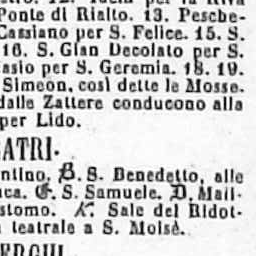 Ponte di Rialto. 13. Pesche-
Cassiano per S. Felice. 15. S.
16. S. Gian Decolato per S.
asio per S. Geremia. 18. 19.
Simeon, così dette le Mosse.
dalle Zattere conducono alla
per Lido.
ATRI.
ntino, B. S. Benedetto, alle
uca. C. S. Samuele. D. Mali-
stomo. K. Sale del Ridot-
teatrale a S. Moisè.